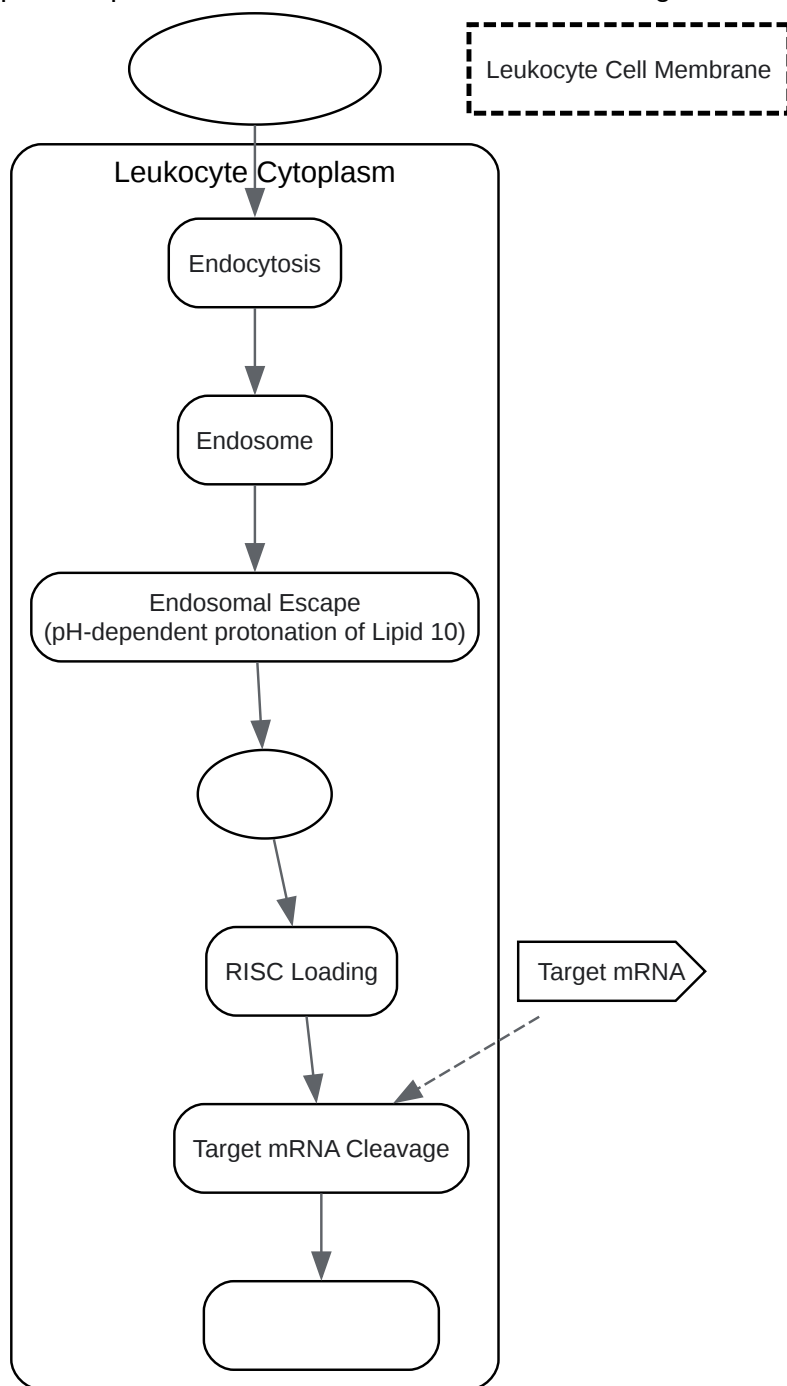 Leukocyte Cell Membrane
Leukocyte Cytoplasm
Endocytosis
Endosome
Endosomal Escape
(pH-dependent protonation of Lipid 10)
RISC Loading
Target mRNA
Target mRNA Cleavage